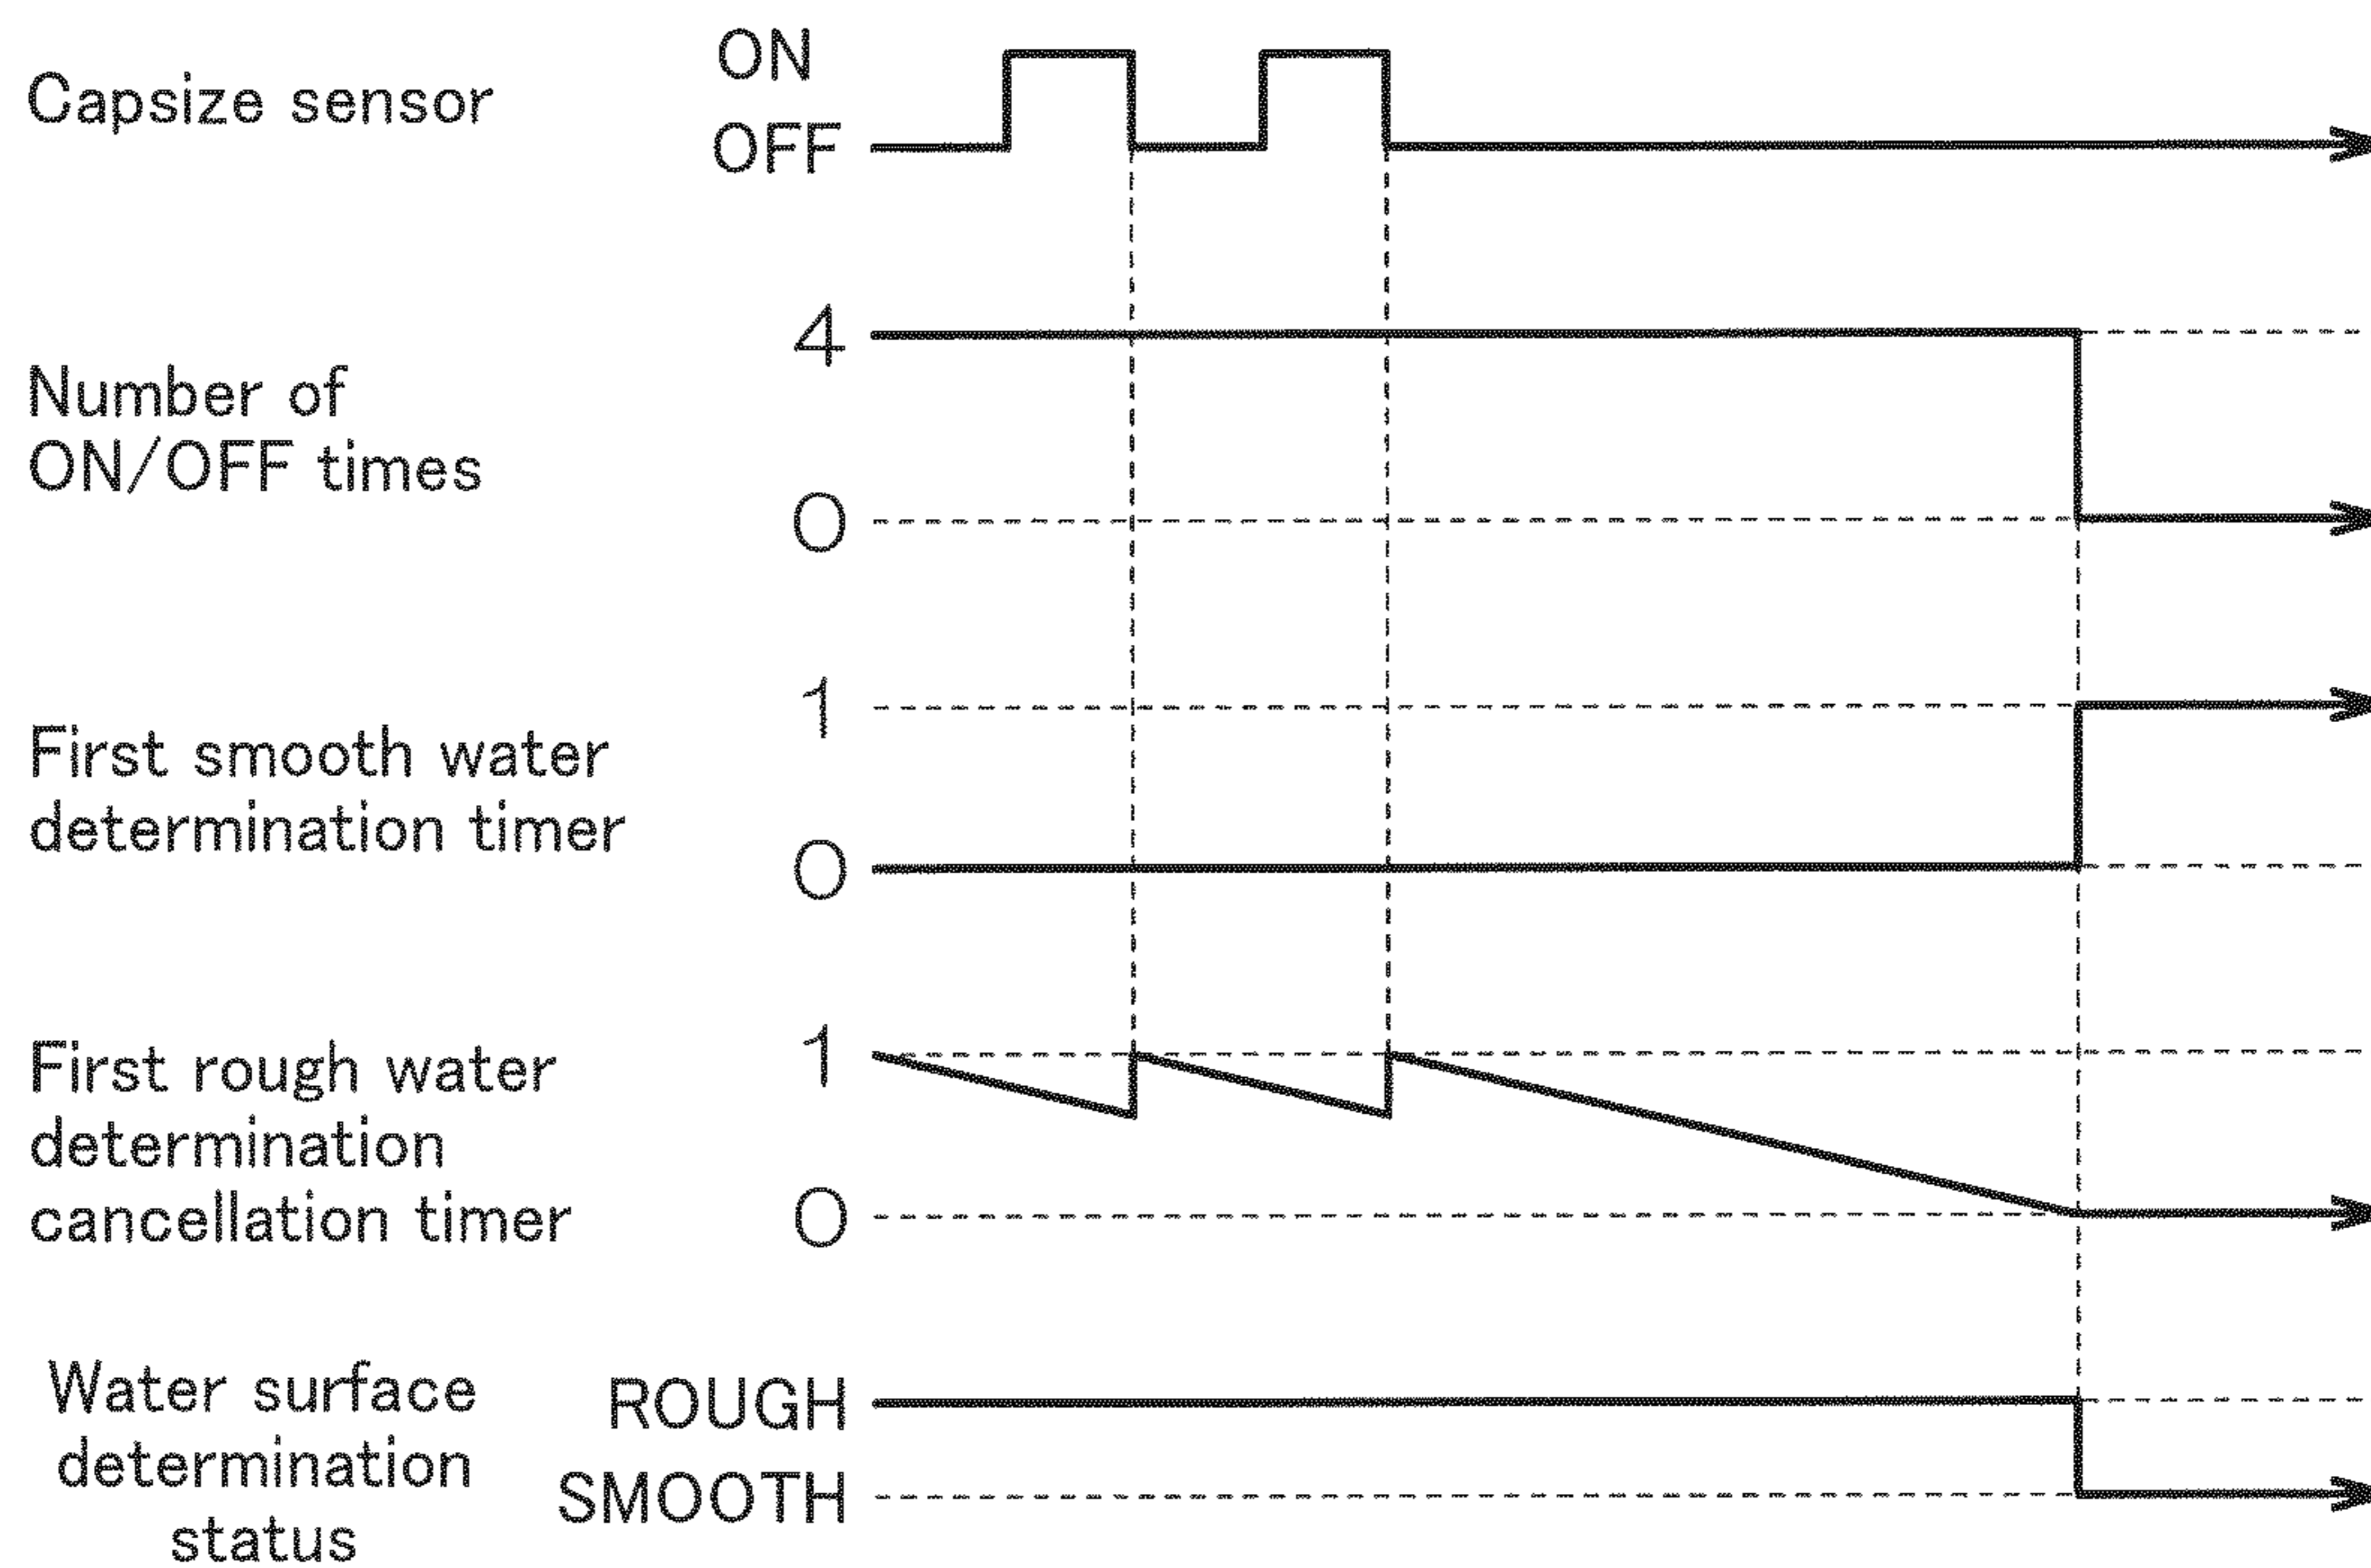 Capsize sensor
ON
OFF
Number of
ON/OFF times
4
0
First smooth water
determination timer
1
0
First rough water
determination
cancellation timer
1
0
Water surface
determination
status
ROUGH
SMOOTH